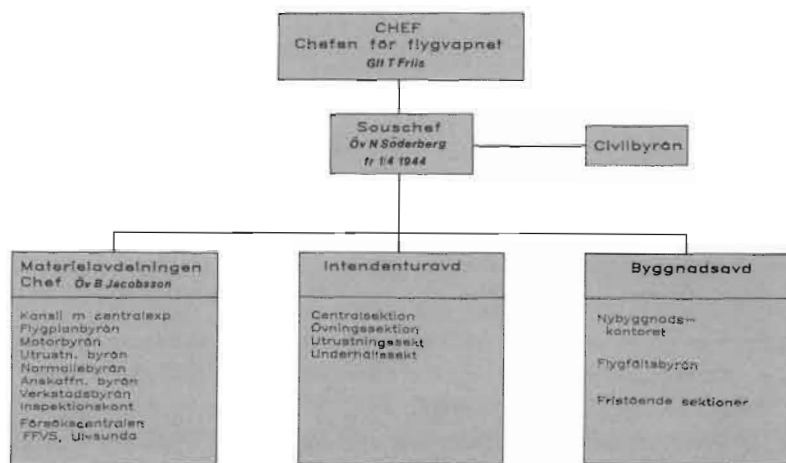 CHEF
Chefen för flygvapnet
Glt T Friis
Souschef
Öv N Söderberg
fr 1/4 1944
Civilbyrån
Materielavdelningen
Chef Öv B Jacobsson
Kansli m centralexp
Flygplanbyrån
Motorbyrån
Utrustn. byrån
Normaliebyrån
Anskaffn. byrån
Verkstadsbyrån
Inspektionskont
Försökscentralen
FFVS, Ulvsunda
Intendenturavd
Centralsektion
Övningssektion
Utrustningssekt
Underhållssekt
Byggnadsavd
Nybyggnads-
kontoret
Flygfältsbyrån
Fristående sektioner